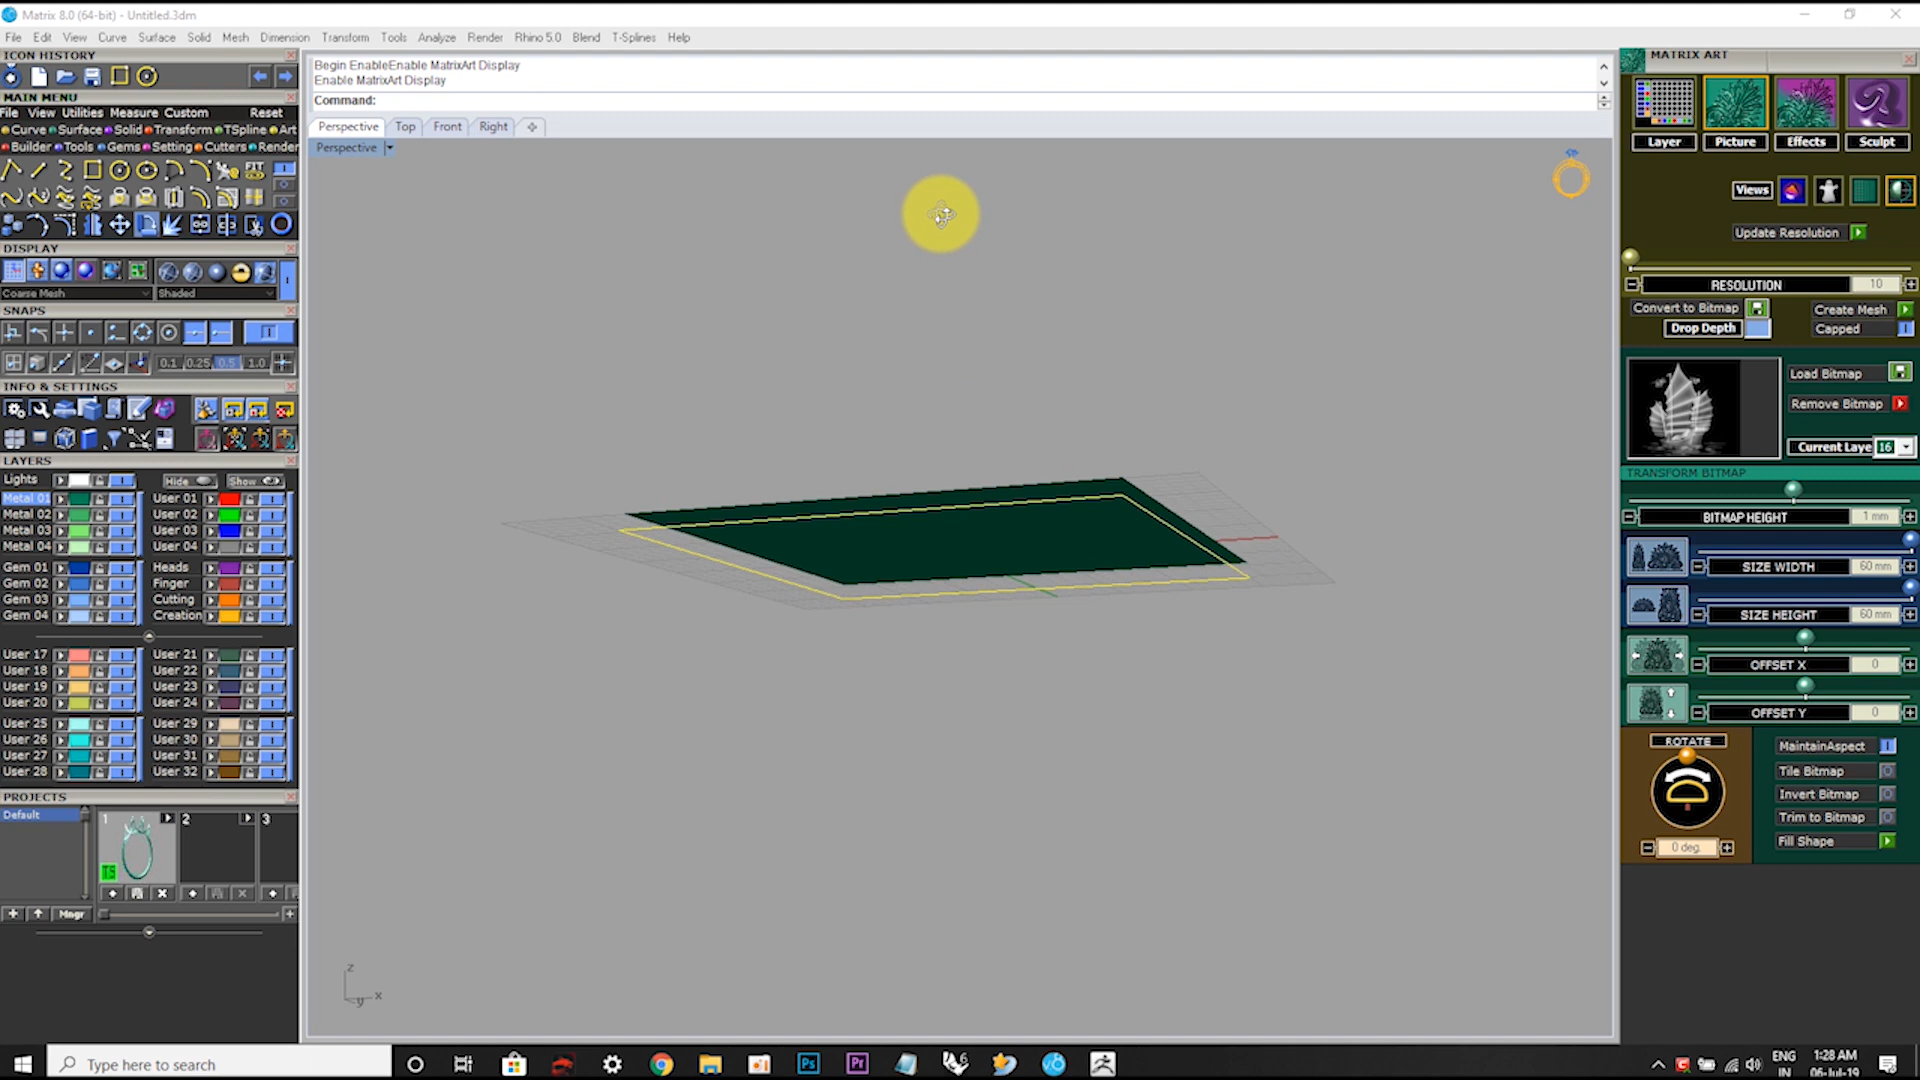 Matrix 8.0 (64-bit) - Untitled.3dm
File Edit View Curve Surface Solid Mesh Dimension Transform Tools Analyze Render Rhino 5.0 Blend T-Splines Help
ICON HISTORY
MAIN MENU
File View Utilities Measure Custom Reset
Curve Surface Solid Transform TSpline Art
Builder Tools Gems Setting Cutters Render
FIT
DISPLAY
Coarse Mesh Shaded
SNAPS
0.1 0.25 0.5 1.0
INFO & SETTINGS
LAYERS
Lights Hide Show
Metal 01 User 01
Metal 02 User 02
Metal 03 User 03
Metal 04 User 04
Gem 01 Heads
Gem 02 Finger
Gem 03 Cutting
Gem 04 Creation
User 17 User 21
User 18 User 22
User 19 User 23
User 20 User 24
User 25 User 29
User 26 User 30
User 27 User 31
User 28 User 32
PROJECTS
Default
1 2 3
TS
Mngr
Begin EnableEnable MatrixArt Display
Enable MatrixArt Display
Command:
Perspective Top Front Right
Perspective
z
y x
MATRIX ART
Layer Picture Effects Sculpt
Views
Update Resolution
RESOLUTION 10
Convert to Bitmap Create Mesh
Drop Depth Capped
Load Bitmap
Remove Bitmap
Current Laye 16
TRANSFORM BITMAP
BITMAP HEIGHT 1 mm
SIZE WIDTH 60 mm
SIZE HEIGHT 60 mm
OFFSET X 0
OFFSET Y 0
ROTATE
0 deg.
MaintainAspect
Tile Bitmap
Invert Bitmap
Trim to Bitmap
Fill Shape
Type here to search
Ps Pr 6
ENG
IN
1:28 AM
06-Jul-19